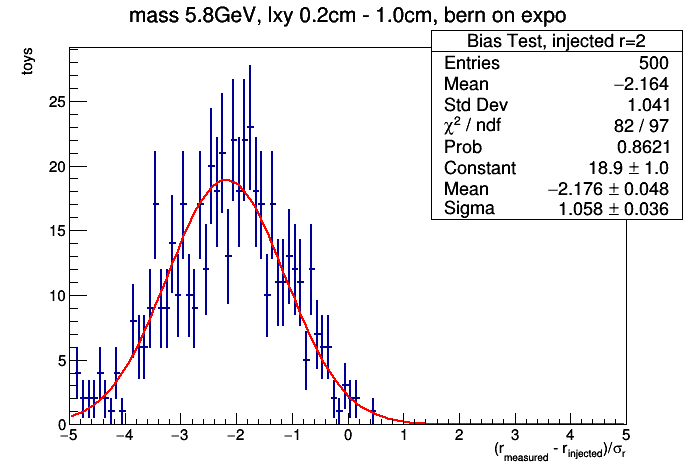 mass 5.8GeV, lxy 0.2cm - 1.0cm, bern on expo
toys
Bias Test, injected r=2
Entries 500
Mean −2.164
Std Dev 1.041
χ² / ndf 82 / 97
Prob 0.8621
Constant 18.9 ± 1.0
Mean −2.176 ± 0.048
Sigma 1.058 ± 0.036
25
20
15
10
5
0
−5 −4 −3 −2 −1 0 1 2 3 4 5
(r_measured - r_injected)/σ_r